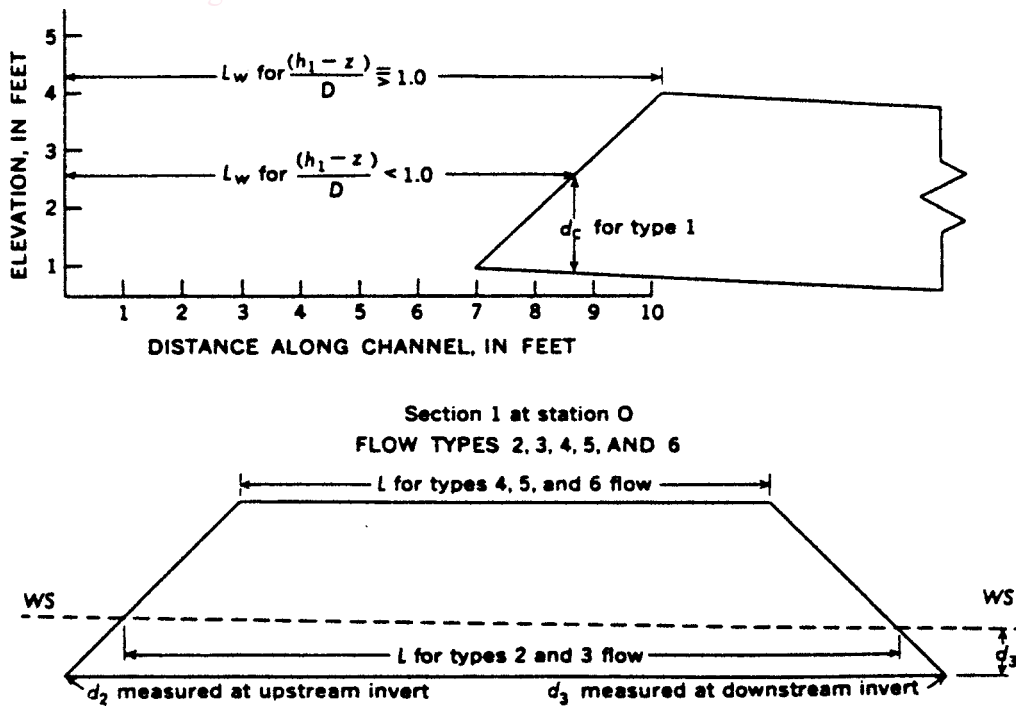 ELEVATION, IN FEET
5
4
3
2
1
L_w for (h_1 – z)/D ≧ 1.0
L_w for (h_1 – z)/D < 1.0
d_c for type 1
1 2 3 4 5 6 7 8 9 10
DISTANCE ALONG CHANNEL, IN FEET
Section 1 at station 0
FLOW TYPES 2, 3, 4, 5, AND 6
L for types 4, 5, and 6 flow
WS
WS
L for types 2 and 3 flow
d_3
d_2 measured at upstream invert
d_3 measured at downstream invert